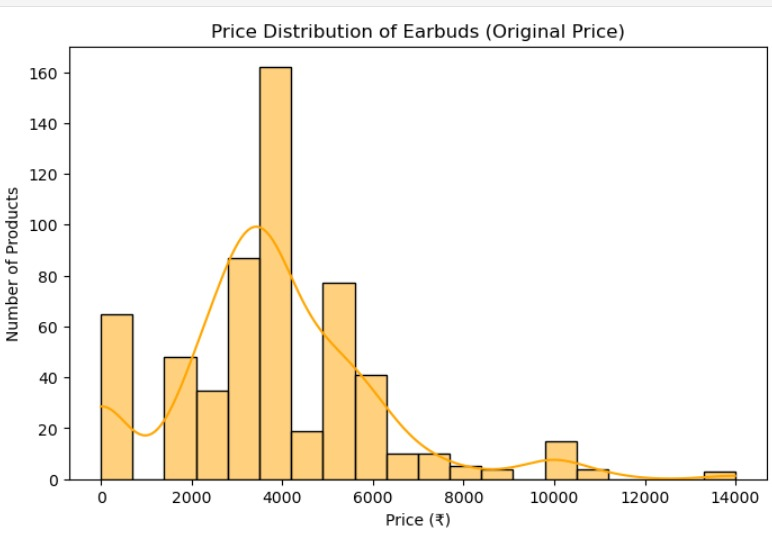 Price Distribution of Earbuds (Original Price)
160
140
120
100
80
60
40
20
0
Number of Products
0 2000 4000 6000 8000 10000 12000 14000
Price (₹)